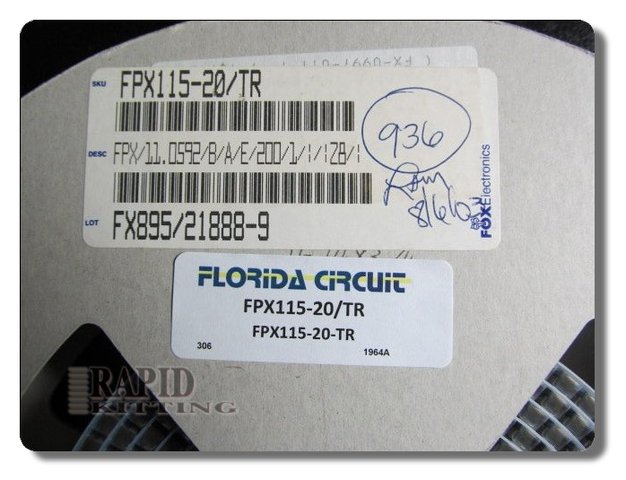 SKU FPX115-20/TR
DESC FPX/11.0592/B/A/E/200/1/1/128/1
LOT FX895/21888-9
936
FOX Electronics
FLORIDA CIRCUIT
FPX115-20/TR
FPX115-20-TR
306 1964A
RAPID
KITTING